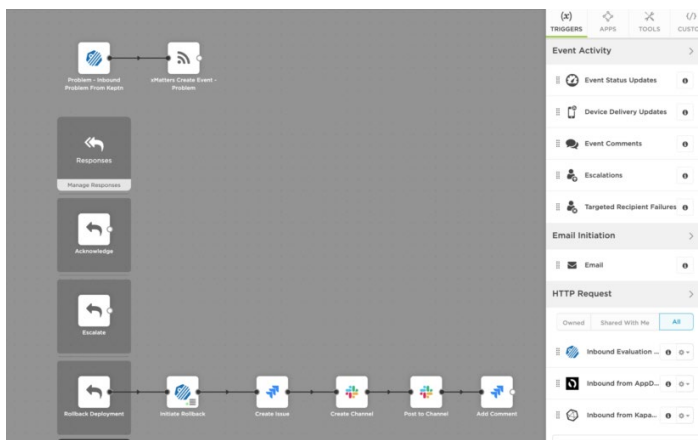 (x)
TRIGGERS APPS TOOLS CUSTO
Event Activity
Event Status Updates
Device Delivery Updates
Event Comments
Escalations
Targeted Recipient Failures
Email Initiation
Email
HTTP Request
Owned Shared With Me All
Inbound Evaluation ...
Inbound from AppD...
Inbound from Kapa...
Problem - Inbound
Problem From Keptn
xMatters Create Event -
Problem
Responses
Manage Responses
Acknowledge
Escalate
Rollback Deployment
Initiate Rollback
Create Issue
Create Channel
Post to Channel
Add Comment